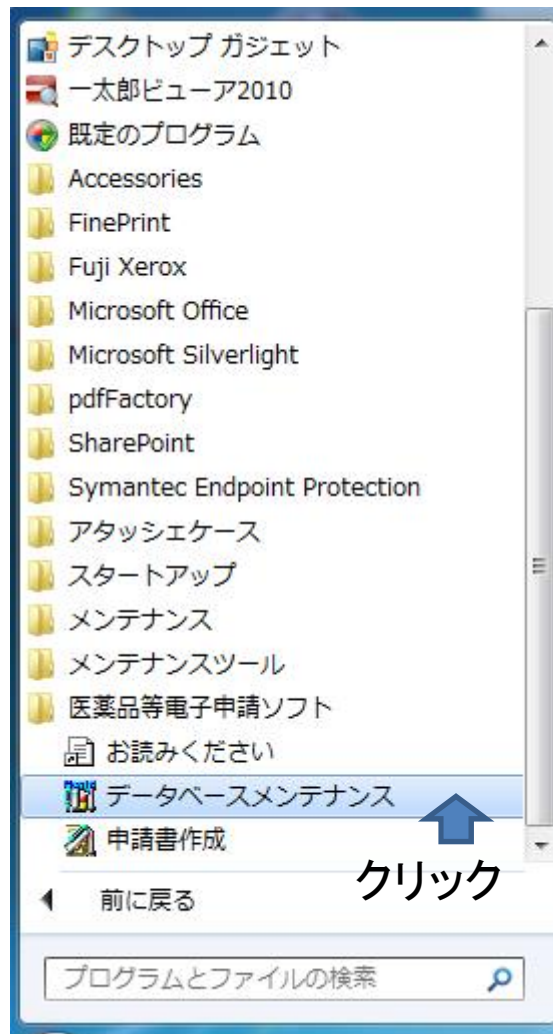 デスクトップ ガジェット
一太郎ビューア2010
既定のプログラム
Accessories
FinePrint
Fuji Xerox
Microsoft Office
Microsoft Silverlight
pdfFactory
SharePoint
Symantec Endpoint Protection
アタッシェケース
スタートアップ
メンテナンス
メンテナンスツール
医薬品等電子申請ソフト
お読みください
データベースメンテナンス
申請書作成
クリック
前に戻る
プログラムとファイルの検索